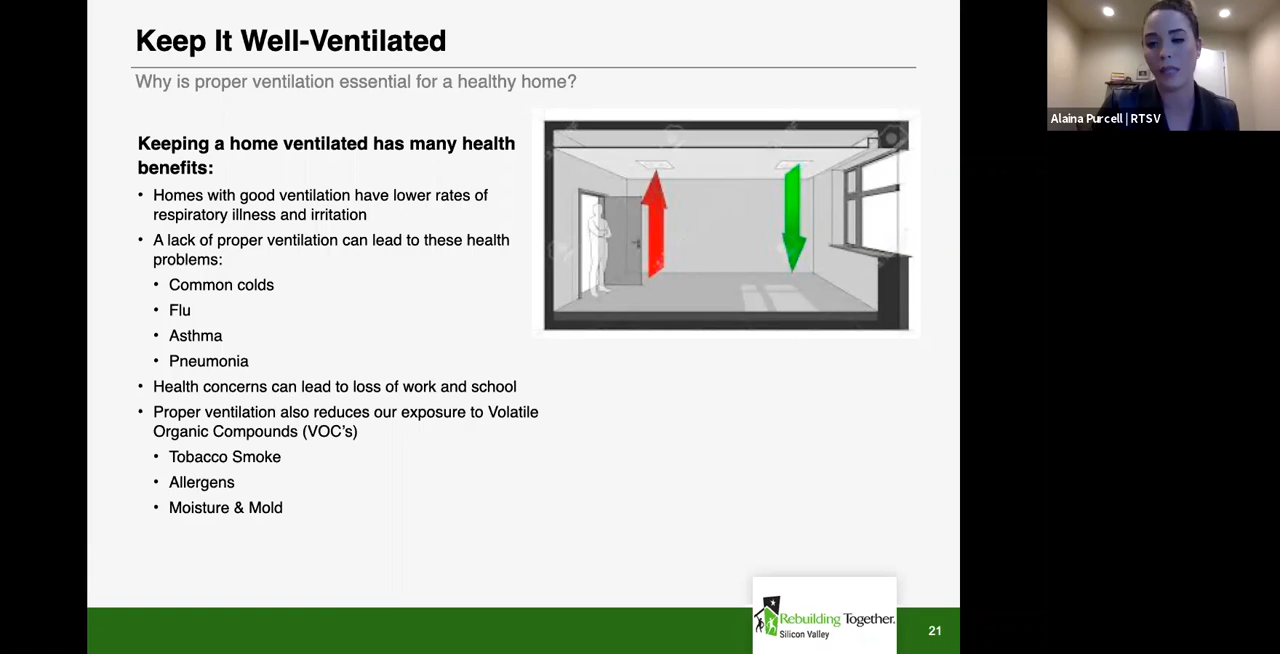 Keep It Well-Ventilated
Why is proper ventilation essential for a healthy home?
Keeping a home ventilated has many health
benefits:
• Homes with good ventilation have lower rates of
respiratory illness and irritation
• A lack of proper ventilation can lead to these health
problems:
• Common colds
• Flu
• Asthma
• Pneumonia
• Health concerns can lead to loss of work and school
• Proper ventilation also reduces our exposure to Volatile
Organic Compounds (VOC’s)
• Tobacco Smoke
• Allergens
• Moisture & Mold
Rebuilding Together.
Silicon Valley
21
Alaina Purcell | RTSV